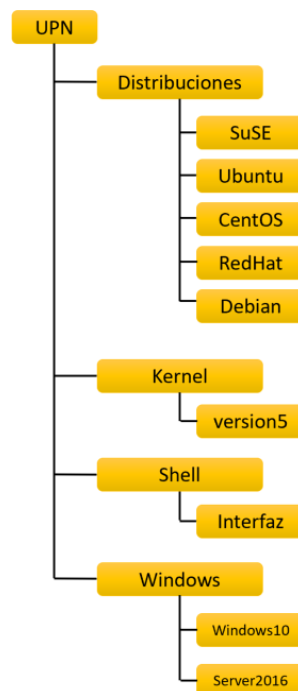 UPN
Distribuciones
SuSE
Ubuntu
CentOS
RedHat
Debian
Kernel
version5
Shell
Interfaz
Windows
Windows10
Server2016